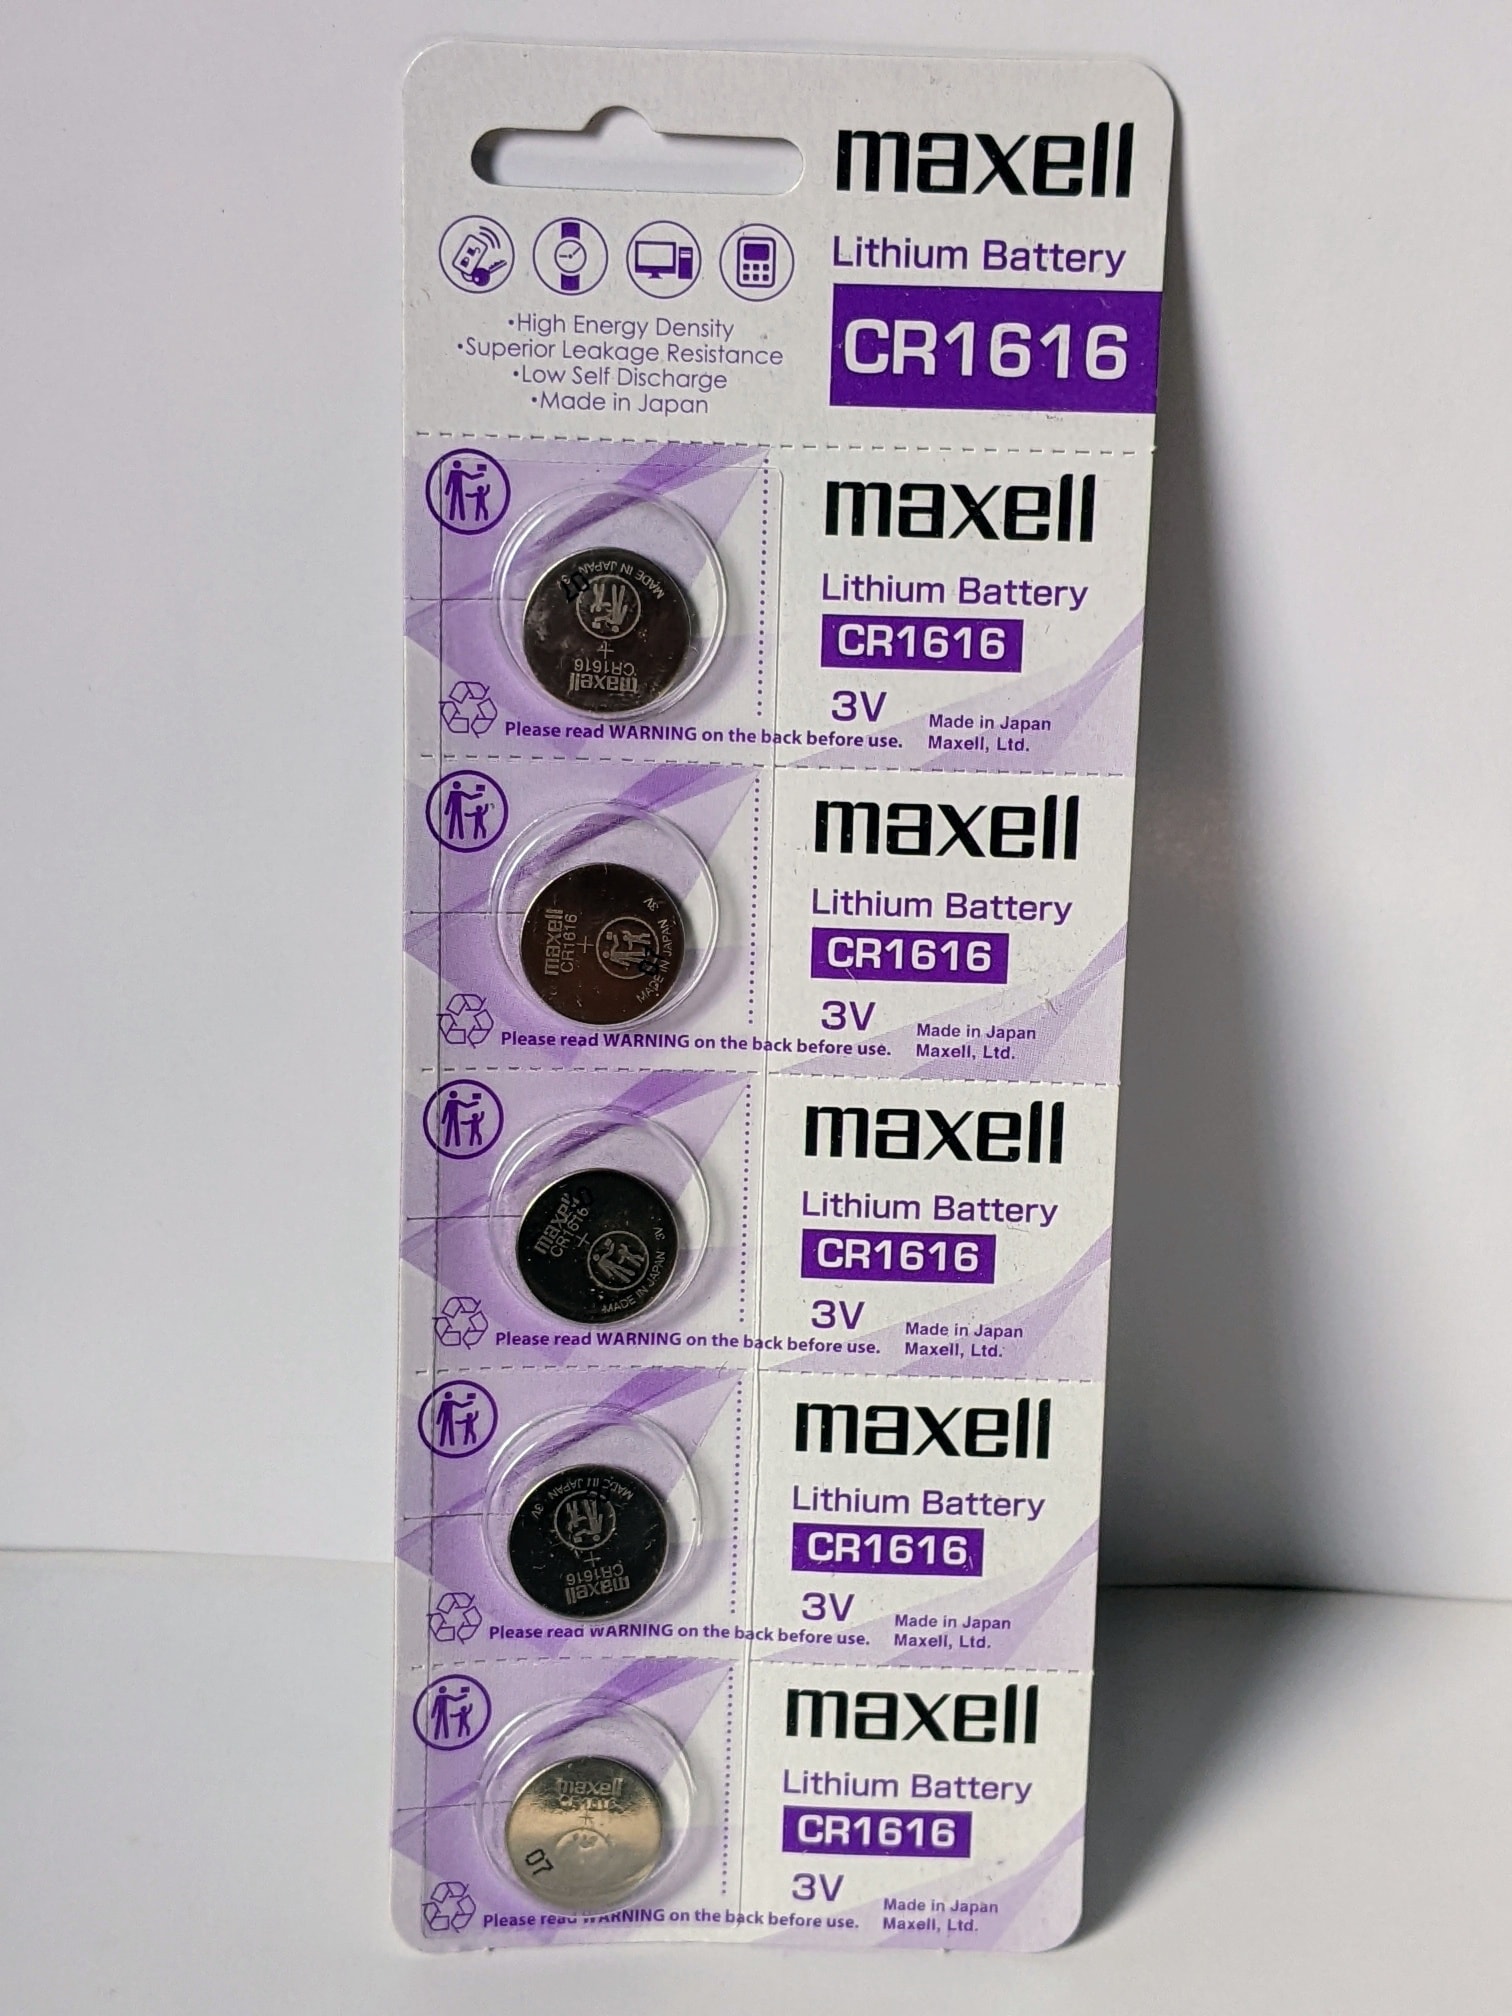 maxell
Lithium Battery
CR1616
•High Energy Density
•Superior Leakage Resistance
•Low Self Discharge
•Made in Japan
maxell
Lithium Battery
CR1616
3V
Made in Japan
Maxell, Ltd.
Please read WARNING on the back before use.
MADE IN JAPAN 3V
07
+
CR1616
maxell
maxell
Lithium Battery
CR1616
3V
Made in Japan
Maxell, Ltd.
Please read WARNING on the back before use.
maxell
CR1616
+
MADE IN JAPAN 3V
maxell
Lithium Battery
CR1616
3V
Made in Japan
Maxell, Ltd.
Please read WARNING on the back before use.
maxell
CR1616
+
MADE IN JAPAN 3V
maxell
Lithium Battery
CR1616
3V
Made in Japan
Maxell, Ltd.
Please read WARNING on the back before use.
MADE IN JAPAN 3V
+
CR1616
maxell
maxell
Lithium Battery
CR1616
3V
Made in Japan
Maxell, Ltd.
Please read WARNING on the back before use.
maxell
CR1616
+
07